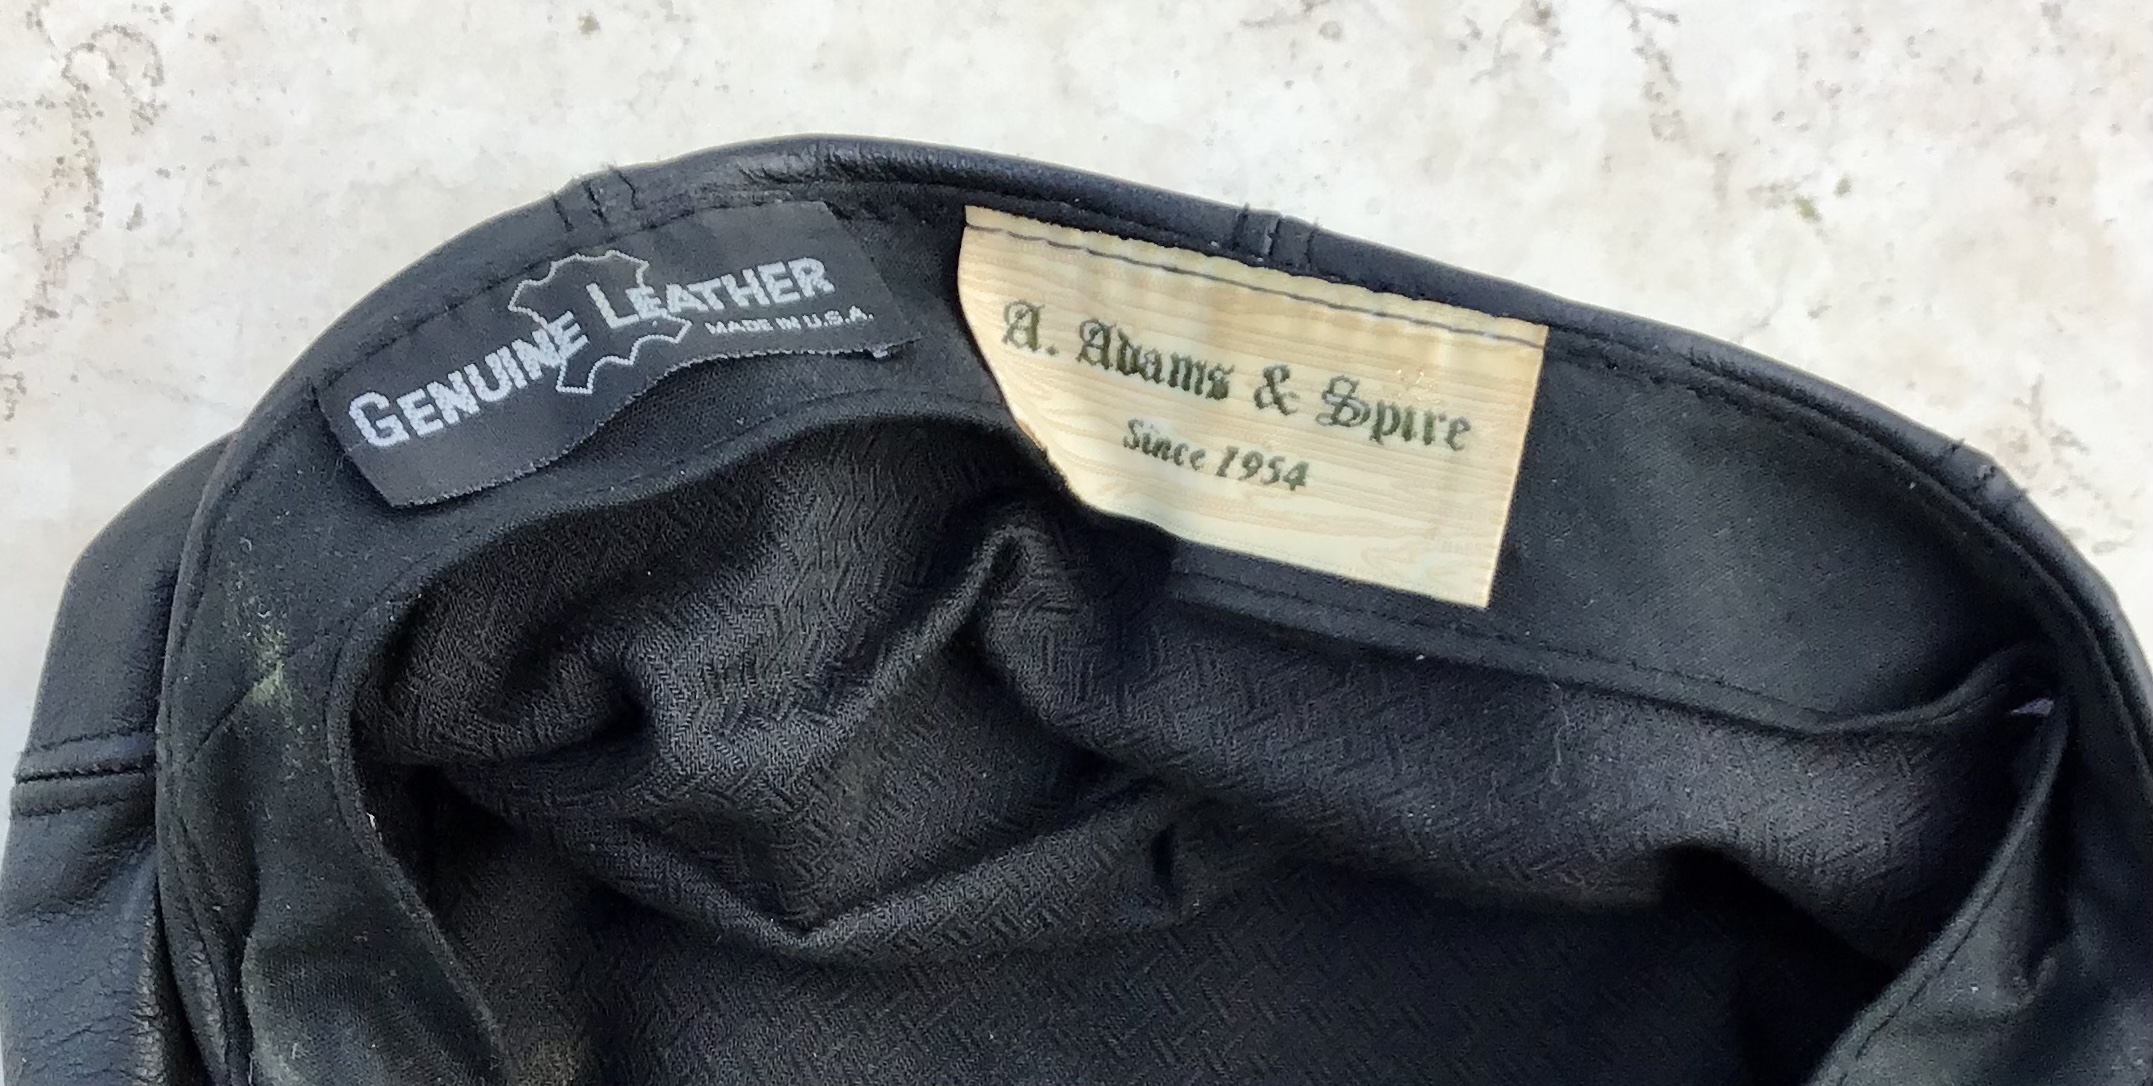 GENUINE LEATHER
MADE IN U.S.A.
A. Adams & Spire
Since 1954